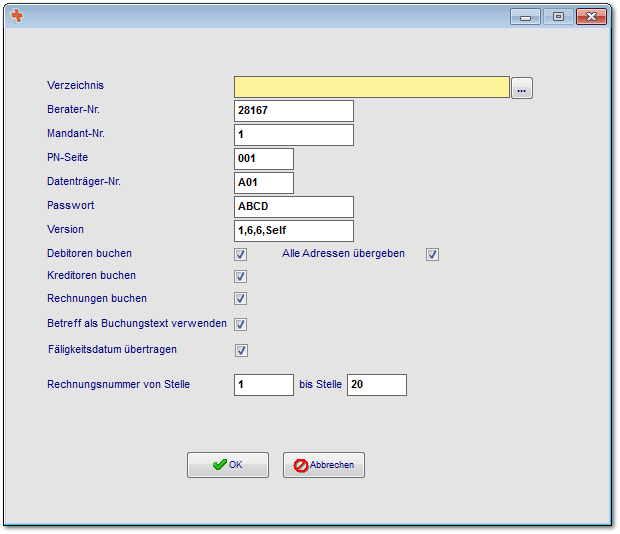 Verzeichnis ...
Berater-Nr. 28167
Mandant-Nr. 1
PN-Seite 001
Datenträger-Nr. A01
Passwort ABCD
Version 1,6,6,Self
Debitoren buchen Alle Adressen übergeben
Kreditoren buchen
Rechnungen buchen
Betreff als Buchungstext verwenden
Fäligkeitsdatum übertragen
Rechnungsnummer von Stelle 1 bis Stelle 20
OK Abbrechen